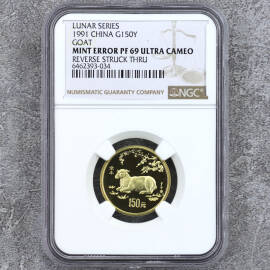 LUNAR SERIES
1991 CHINA G150Y
GOAT
MINT ERROR PF 69 ULTRA CAMEO
REVERSE STRUCK THRU
6462393-034
NUMISMATIC GUARANTY COMPANY
NGC
150元